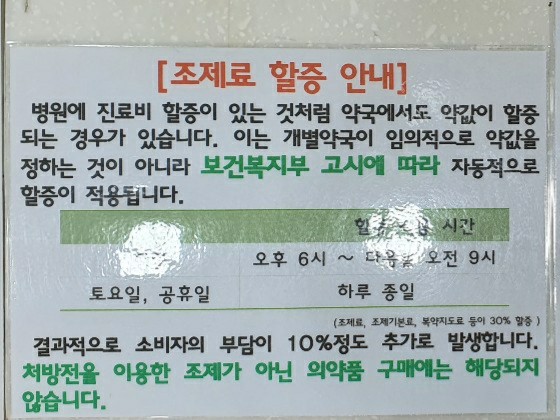 [조제료 할증 안내]
병원에 진료비 할증이 있는 것처럼 약국에서도 약값이 할증
되는 경우가 있습니다. 이는 개별약국이 임의적으로 약값을
정하는 것이 아니라 보건복지부 고시에 따라 자동적으로
할증이 적용됩니다.
시간
오후 6시 ~ 다음날 오전 9시
토요일, 공휴일 하루 종일
(조제료, 조제기본료, 복약지도료 등이 30% 할증 )
결과적으로 소비자의 부담이 10%정도 추가로 발생합니다.
처방전을 이용한 조제가 아닌 의약품 구매에는 해당되지
않습니다.